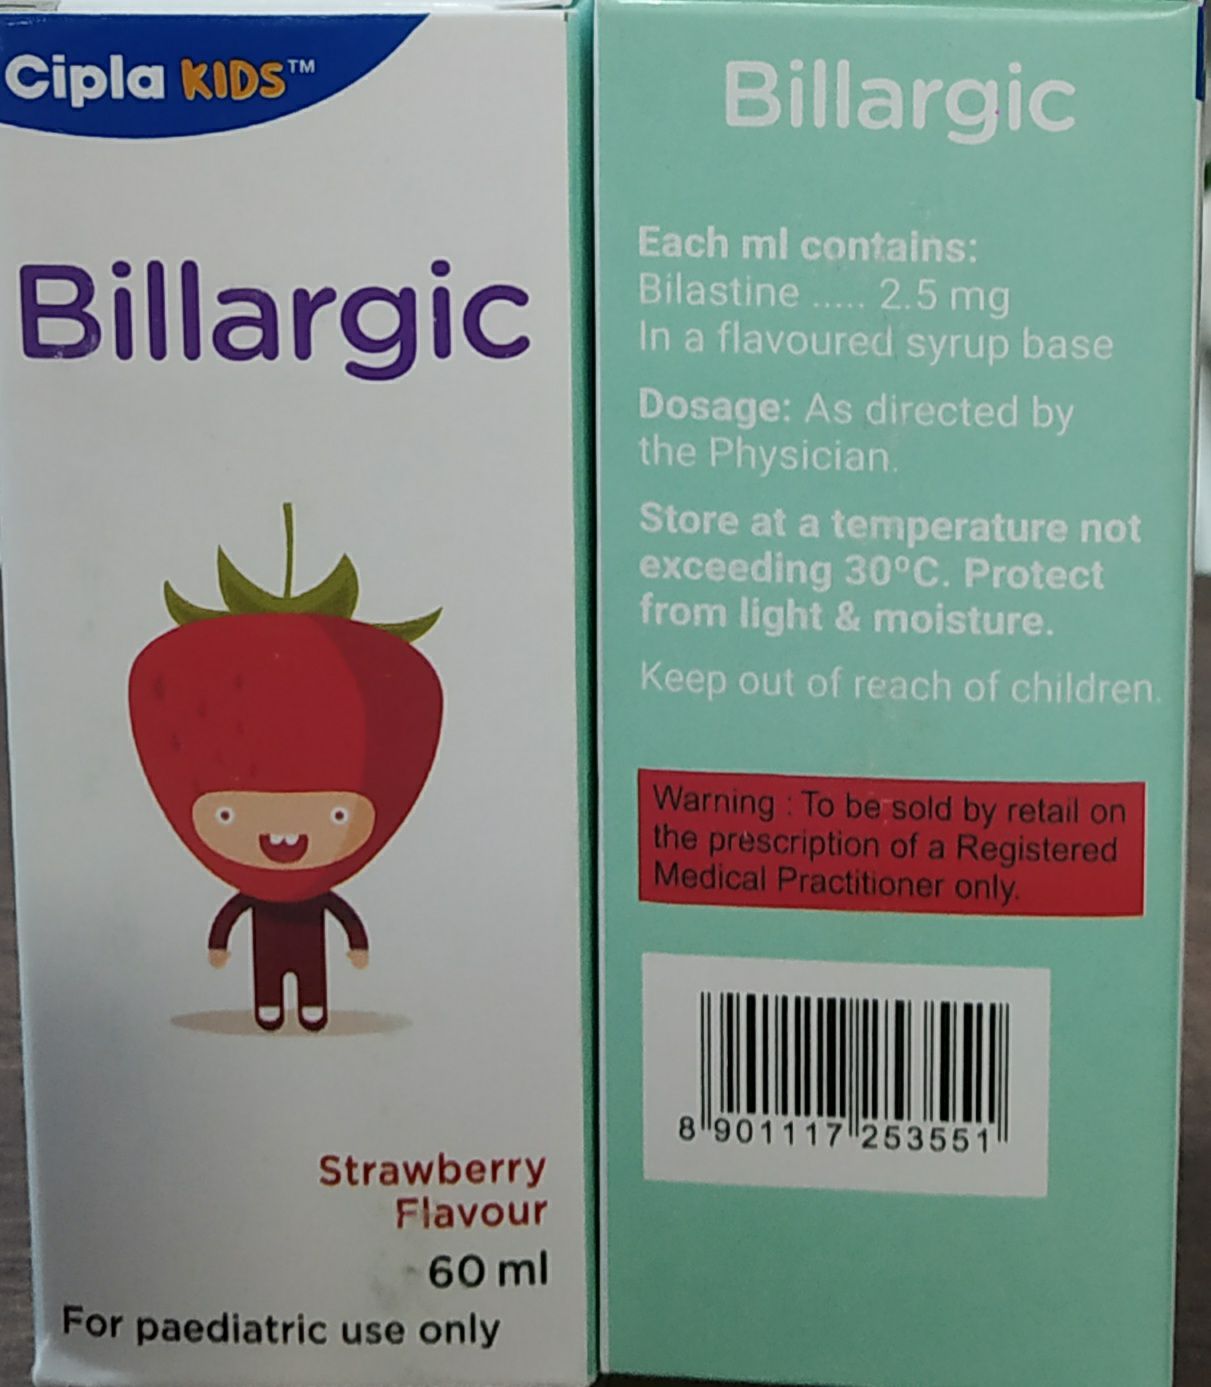 Cipla KIDS™
Billargic
Strawberry
Flavour
60 ml
For paediatric use only
Billargic
Each ml contains:
Bilastine ..... 2.5 mg
In a flavoured syrup base
Dosage: As directed by
the Physician.
Store at a temperature not
exceeding 30°C. Protect
from light & moisture.
Keep out of reach of children.
Warning : To be sold by retail on
the prescription of a Registered
Medical Practitioner only.
8 901117 253551